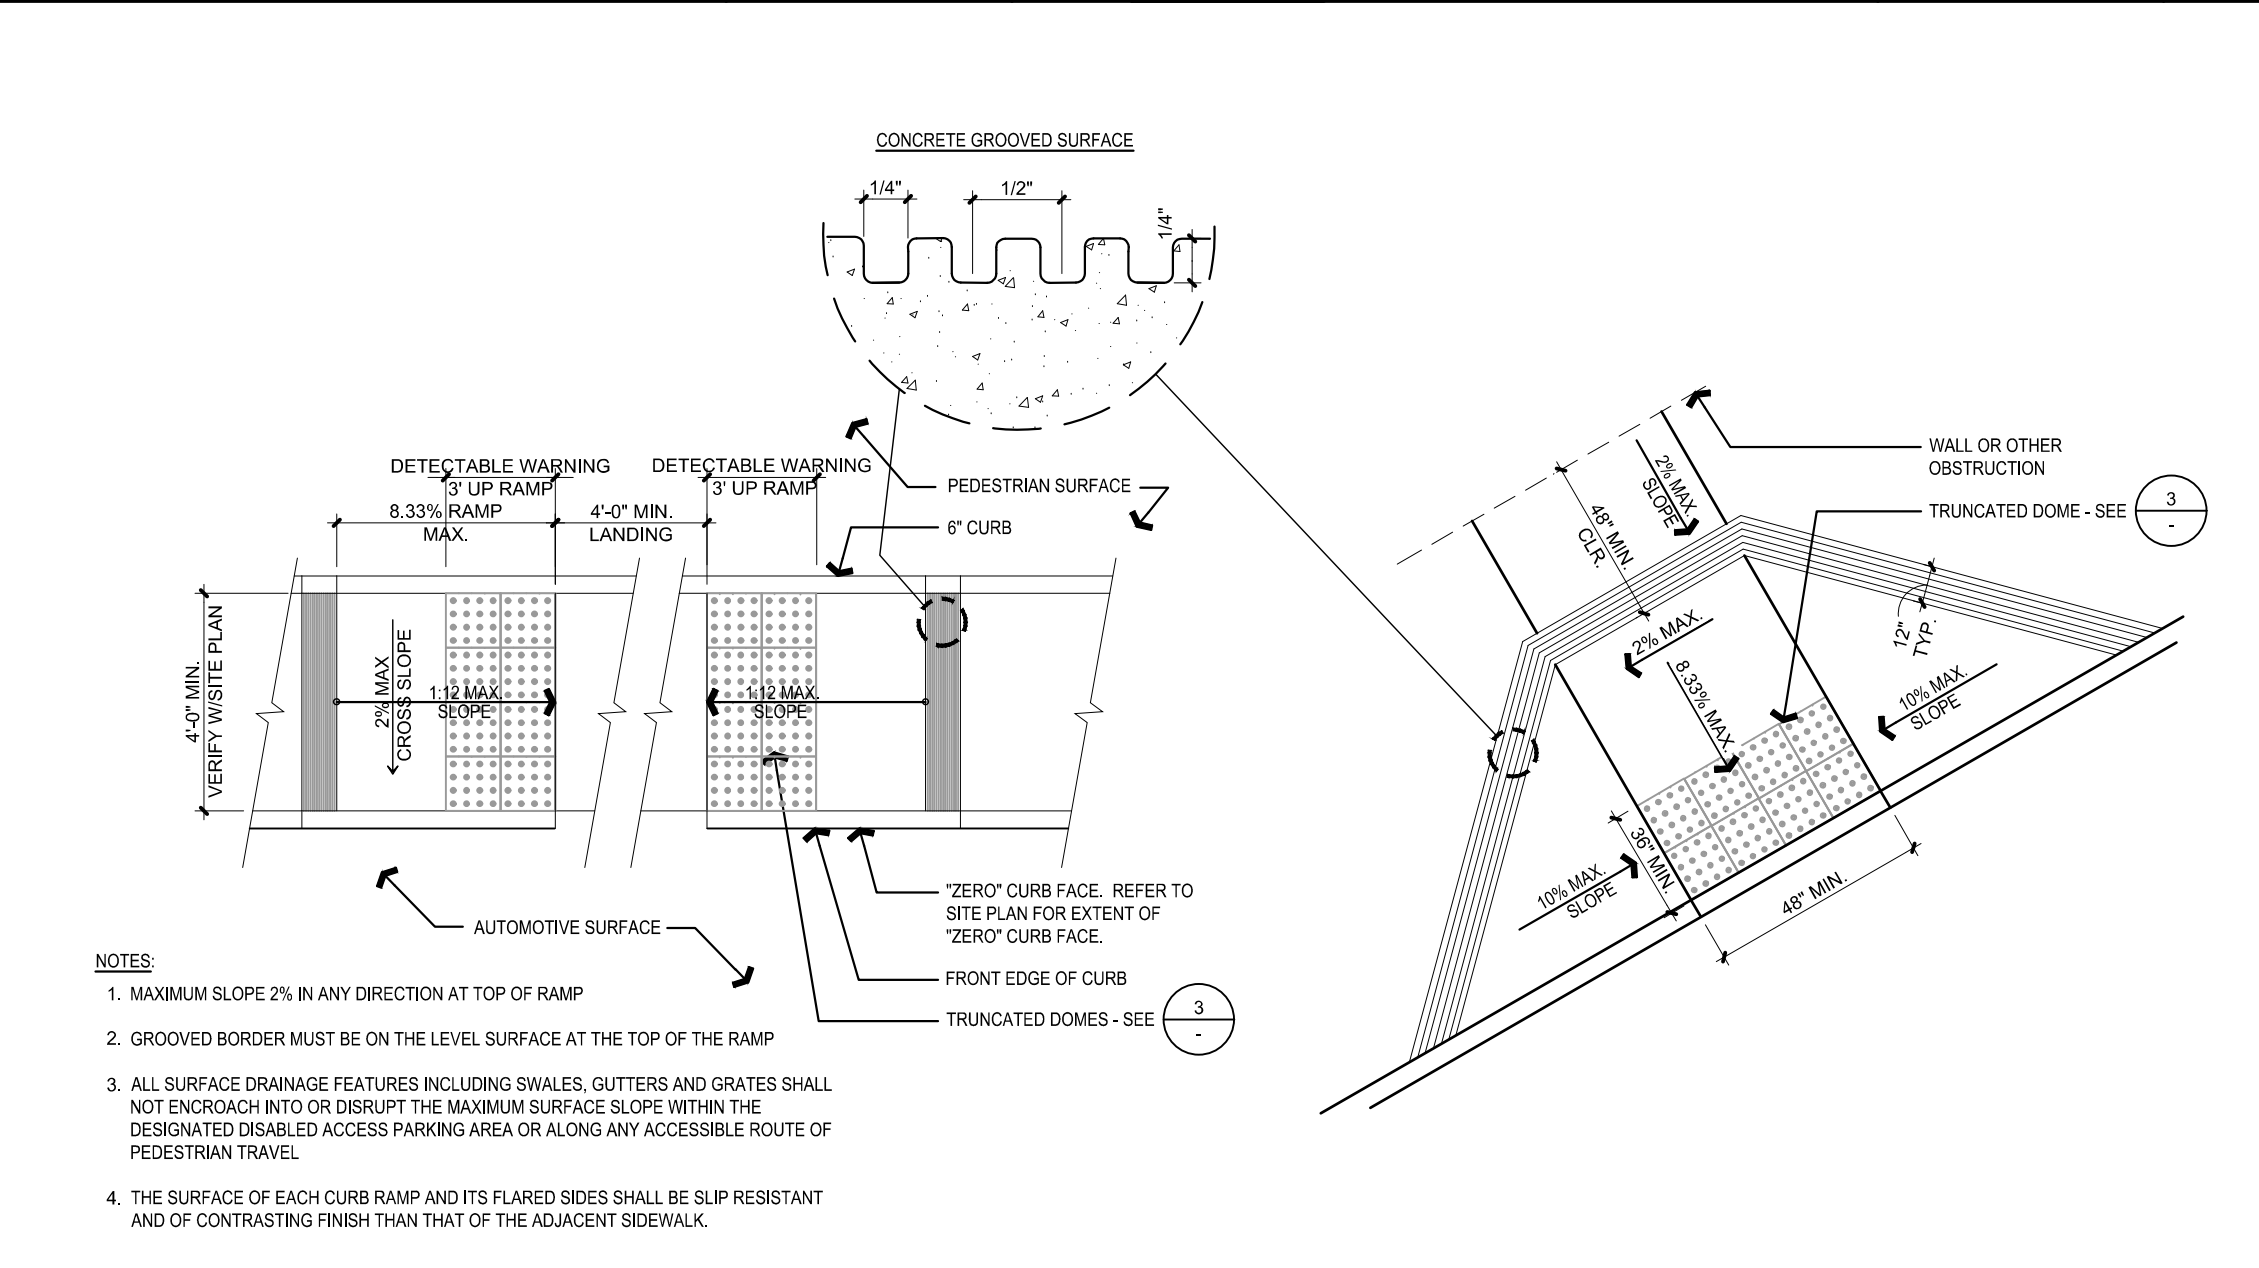 CONCRETE GROOVED SURFACE
1/4"
1/2"
1/4"
DETECTABLE WARNING
3' UP RAMP
8.33% RAMP
MAX.
4'-0" MIN.
LANDING
DETECTABLE WARNING
3' UP RAMP
PEDESTRIAN SURFACE
6" CURB
4'-0" MIN.
VERIFY W/SITE PLAN
2% MAX
CROSS SLOPE
1:12 MAX.
SLOPE
1:12 MAX.
SLOPE
"ZERO" CURB FACE. REFER TO
SITE PLAN FOR EXTENT OF
"ZERO" CURB FACE.
AUTOMOTIVE SURFACE
FRONT EDGE OF CURB
TRUNCATED DOMES - SEE
3
-
WALL OR OTHER
OBSTRUCTION
TRUNCATED DOME - SEE
3
-
2% MAX.
SLOPE
48" MIN.
CLR.
2% MAX.
8.33% MAX.
12"
TYP.
10% MAX.
SLOPE
10% MAX.
SLOPE
36" MIN.
48" MIN.
NOTES:
1. MAXIMUM SLOPE 2% IN ANY DIRECTION AT TOP OF RAMP
2. GROOVED BORDER MUST BE ON THE LEVEL SURFACE AT THE TOP OF THE RAMP
3. ALL SURFACE DRAINAGE FEATURES INCLUDING SWALES, GUTTERS AND GRATES SHALL
NOT ENCROACH INTO OR DISRUPT THE MAXIMUM SURFACE SLOPE WITHIN THE
DESIGNATED DISABLED ACCESS PARKING AREA OR ALONG ANY ACCESSIBLE ROUTE OF
PEDESTRIAN TRAVEL
4. THE SURFACE OF EACH CURB RAMP AND ITS FLARED SIDES SHALL BE SLIP RESISTANT
AND OF CONTRASTING FINISH THAN THAT OF THE ADJACENT SIDEWALK.